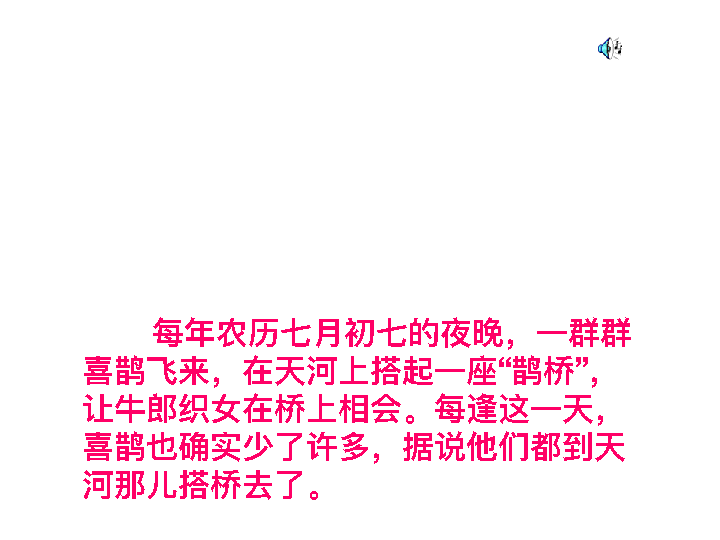 每年农历七月初七的夜晚，一群群
喜鹊飞来，在天河上搭起一座“鹊桥”，
让牛郎织女在桥上相会。每逢这一天，
喜鹊也确实少了许多，据说他们都到天
河那儿搭桥去了。